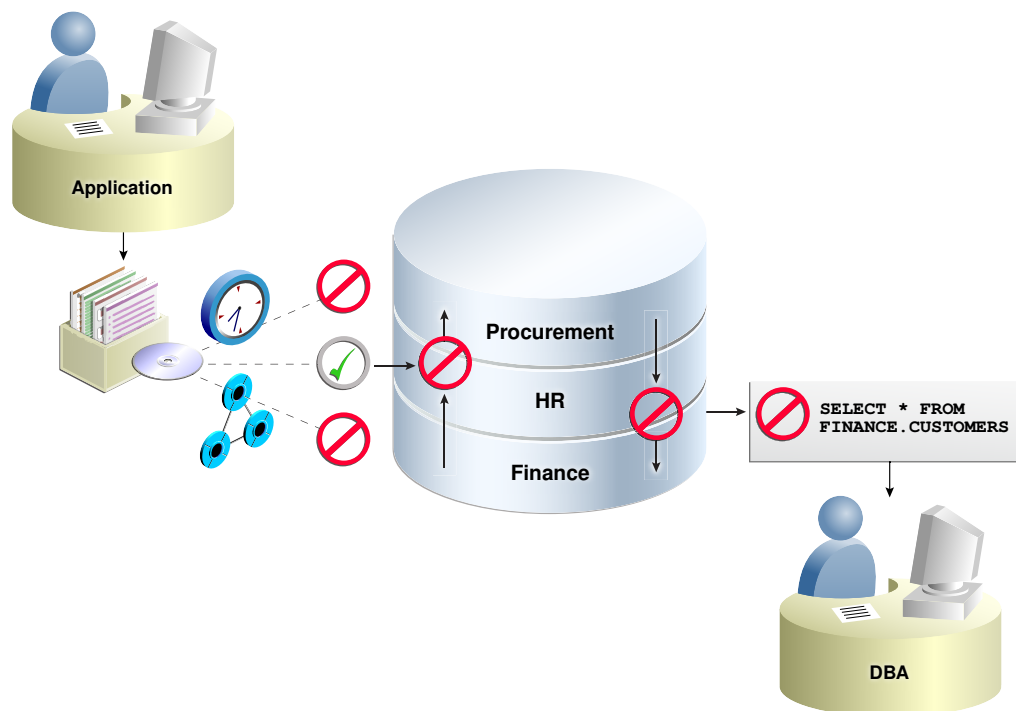 Application
Procurement
HR
Finance
SELECT * FROM
FINANCE.CUSTOMERS
DBA